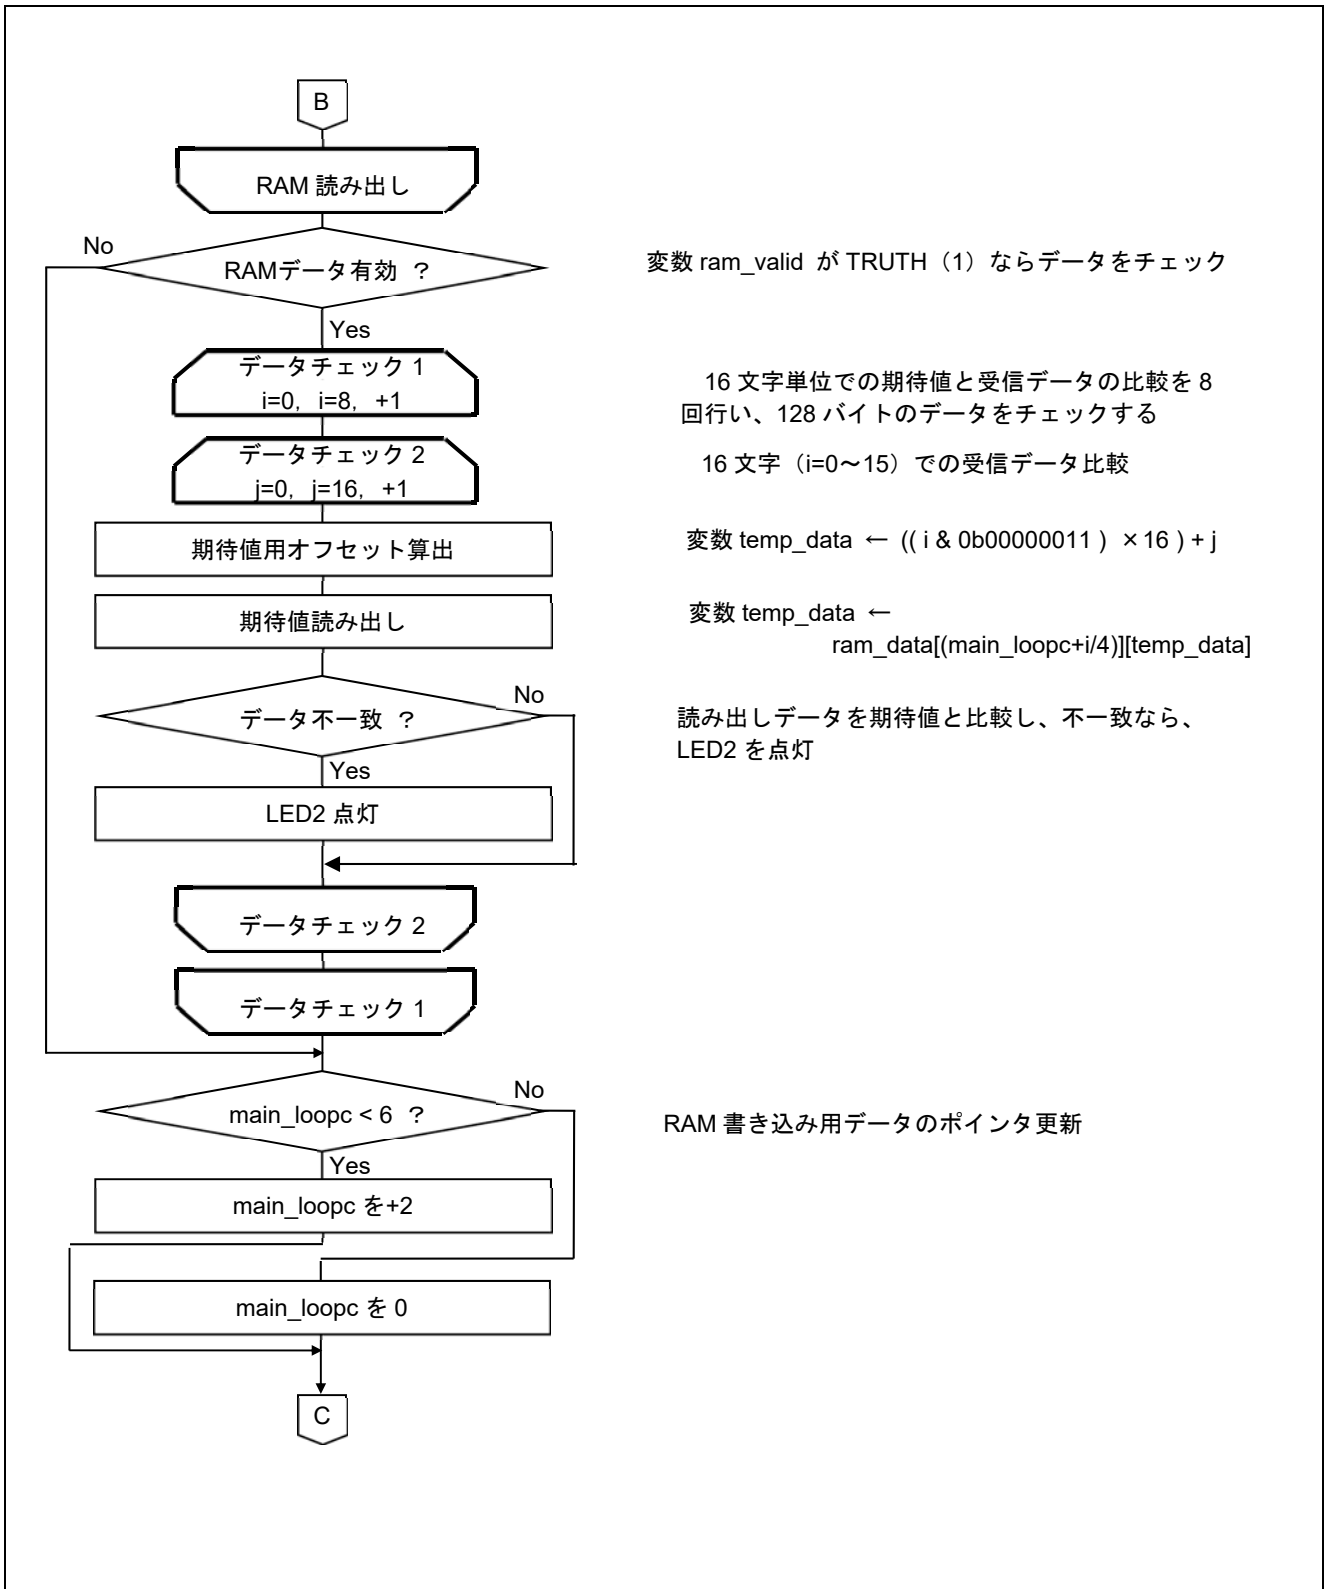 B
RAM 読み出し
No
RAMデータ有効 ?
変数 ram_valid が TRUTH（1）ならデータをチェック
Yes
データチェック 1
i=0, i=8, +1
16 文字単位での期待値と受信データの比較を 8
回行い、128 バイトのデータをチェックする
データチェック 2
j=0, j=16, +1
16 文字（i=0～15）での受信データ比較
期待値用オフセット算出
変数 temp_data ← (( i & 0b00000011 ) ×16 ) + j
期待値読み出し
変数 temp_data ←
ram_data[(main_loopc+i/4)][temp_data]
No
データ不一致 ?
読み出しデータを期待値と比較し、不一致なら、
LED2 を点灯
Yes
LED2 点灯
データチェック 2
データチェック 1
No
main_loopc < 6 ?
RAM 書き込み用データのポインタ更新
Yes
main_loopc を+2
main_loopc を 0
C